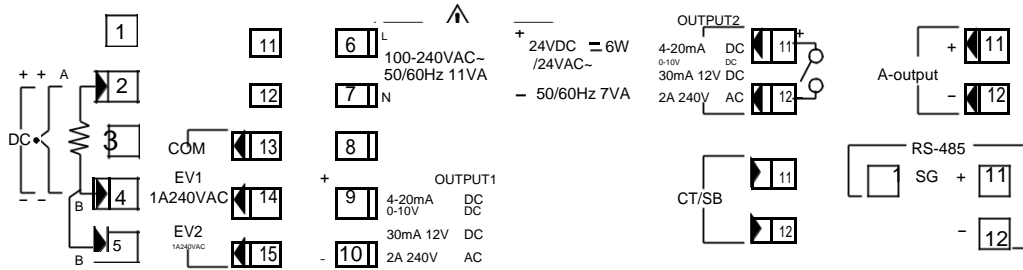 1
2
3
4
5
+ + A
DC
– – B
B
11
12
COM 13
EV1
1A240VAC 14
EV2
1A240VAC 15
6 L
100-240VAC~
50/60Hz 11VA
7 N
8
+ 9
10 -
OUTPUT1
4-20mA DC
0-10V DC
30mA 12V DC
2A 240V AC
+ 24VDC = 6W
/24VAC~
– 50/60Hz 7VA
OUTPUT2
4-20mA DC 11 +
0-10V DC
30mA 12V DC
2A 240V AC 12 –
CT/SB
11
12
A-output
+ 11
– 12
RS-485
1 SG + 11
– 12